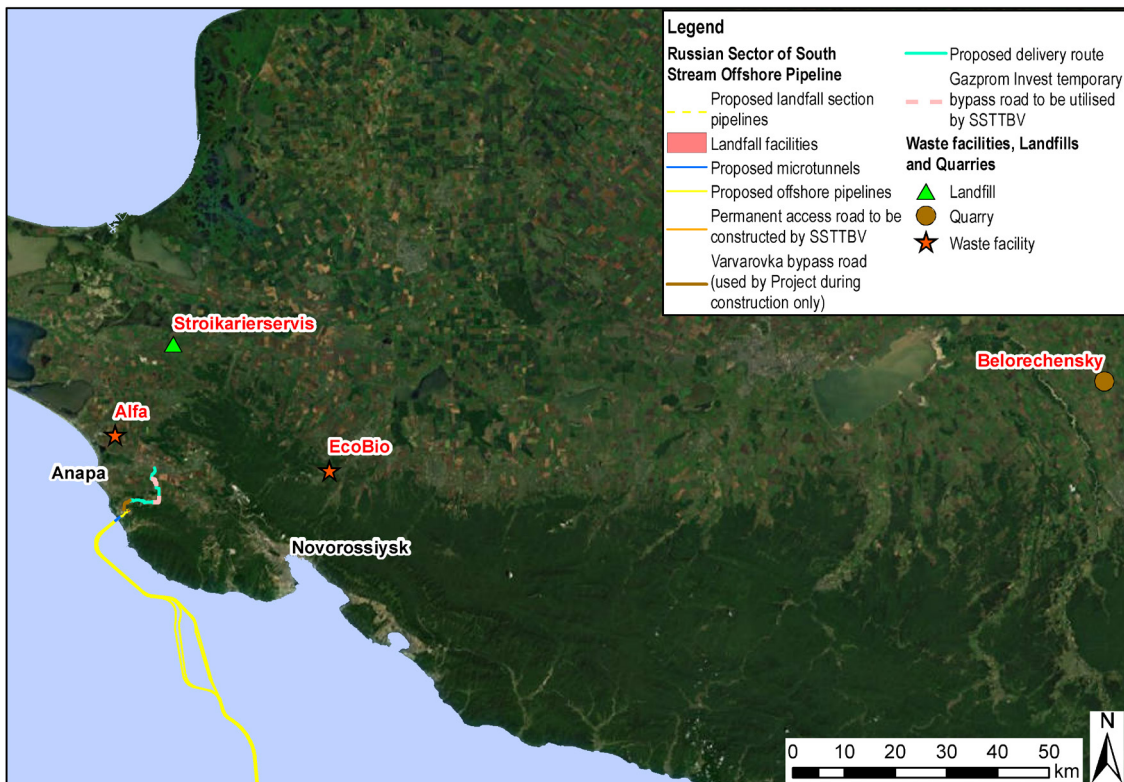 Legend
Russian Sector of South
Stream Offshore Pipeline
Proposed landfall section
pipelines
Landfall facilities
Proposed microtunnels
Proposed offshore pipelines
Permanent access road to be
constructed by SSTTBV
Varvarovka bypass road
(used by Project during
construction only)
Proposed delivery route
Gazprom Invest temporary
bypass road to be utilised
by SSTTBV
Waste facilities, Landfills
and Quarries
Landfill
Quarry
Waste facility
Stroikarierservis
Belorechensky
Alfa
EcoBio
Anapa
Novorossiysk
N
0 10 20 30 40 50
km